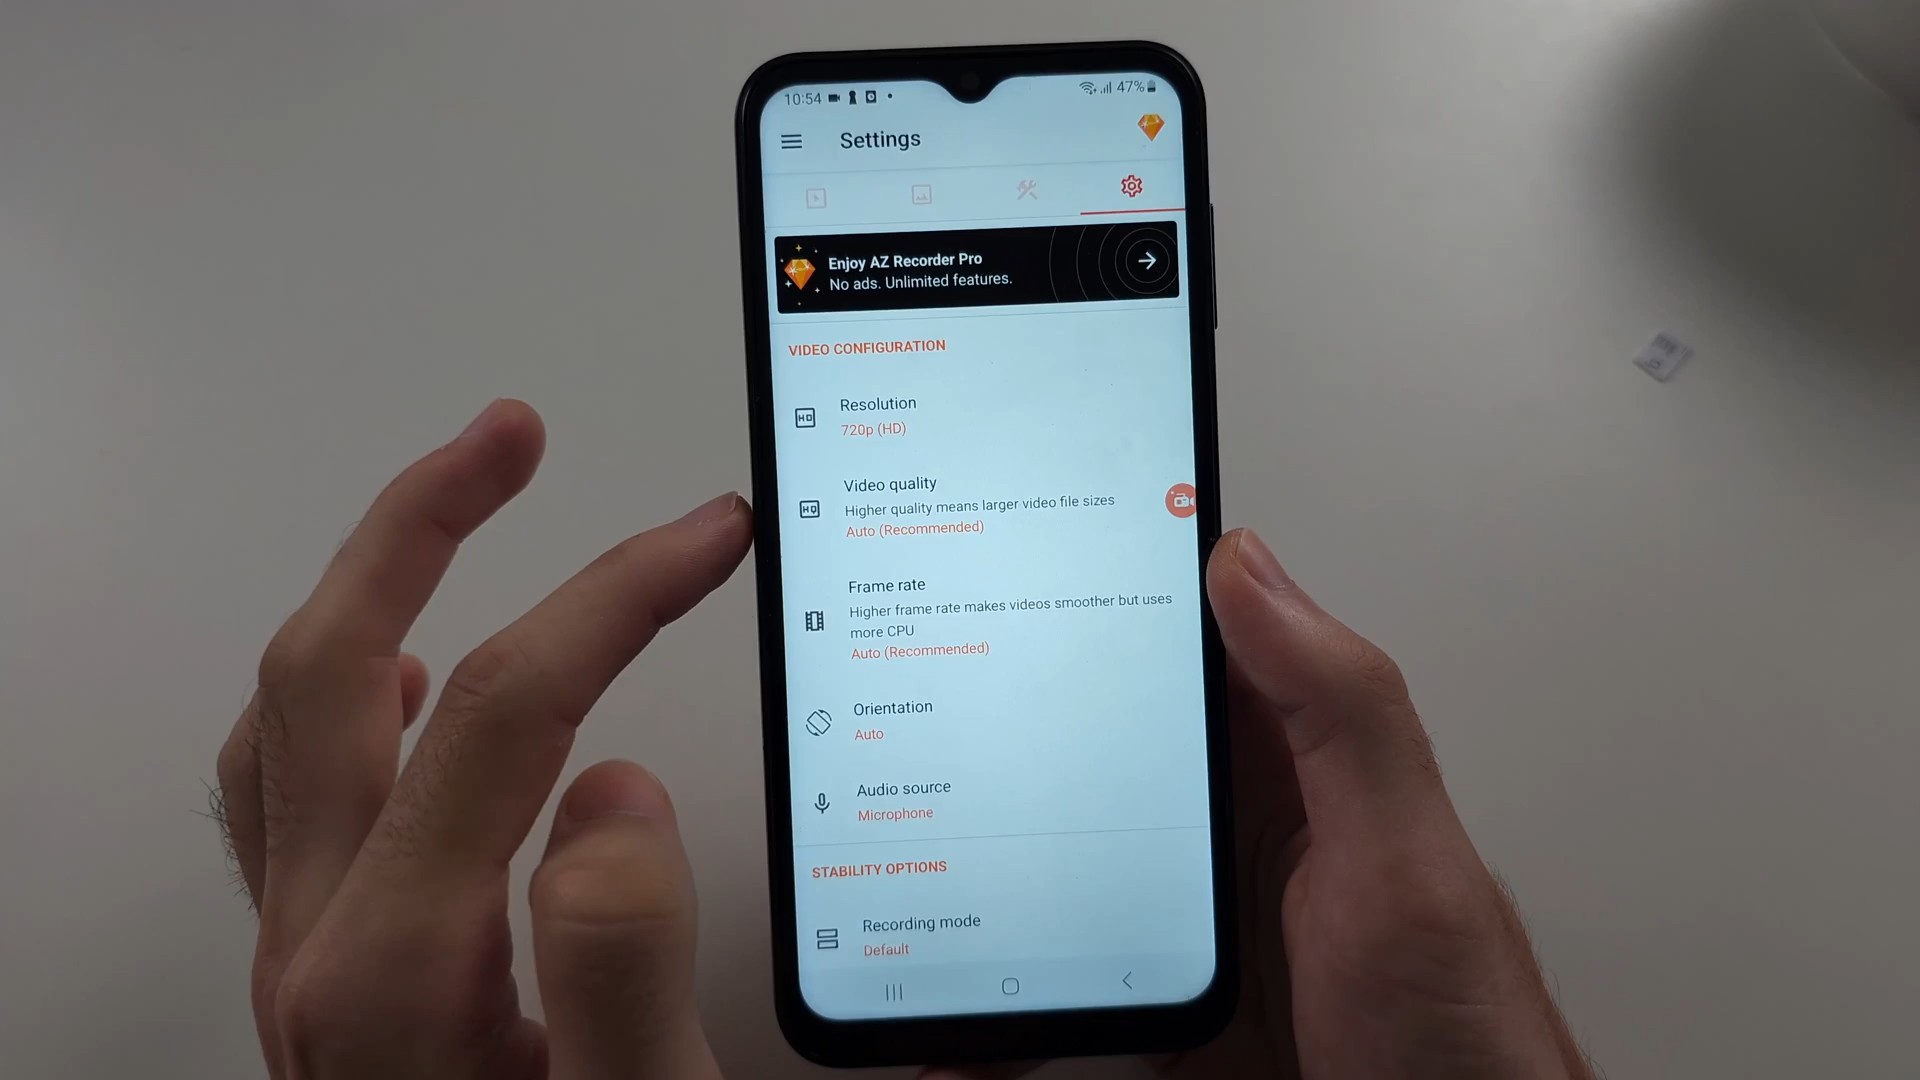 10:54
47%
Settings
Enjoy AZ Recorder Pro
No ads. Unlimited features.
VIDEO CONFIGURATION
HD
Resolution
720p (HD)
HQ
Video quality
Higher quality means larger video file sizes
Auto (Recommended)
Frame rate
Higher frame rate makes videos smoother but uses
more CPU
Auto (Recommended)
Orientation
Auto
Audio source
Microphone
STABILITY OPTIONS
Recording mode
Default